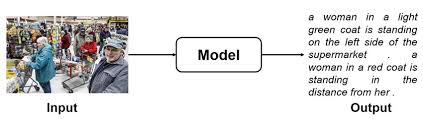 Model
a woman in a light
green coat is standing
on the left side of the
supermarket . a
woman in a red coat is
standing in the
distance from her .
Input
Output